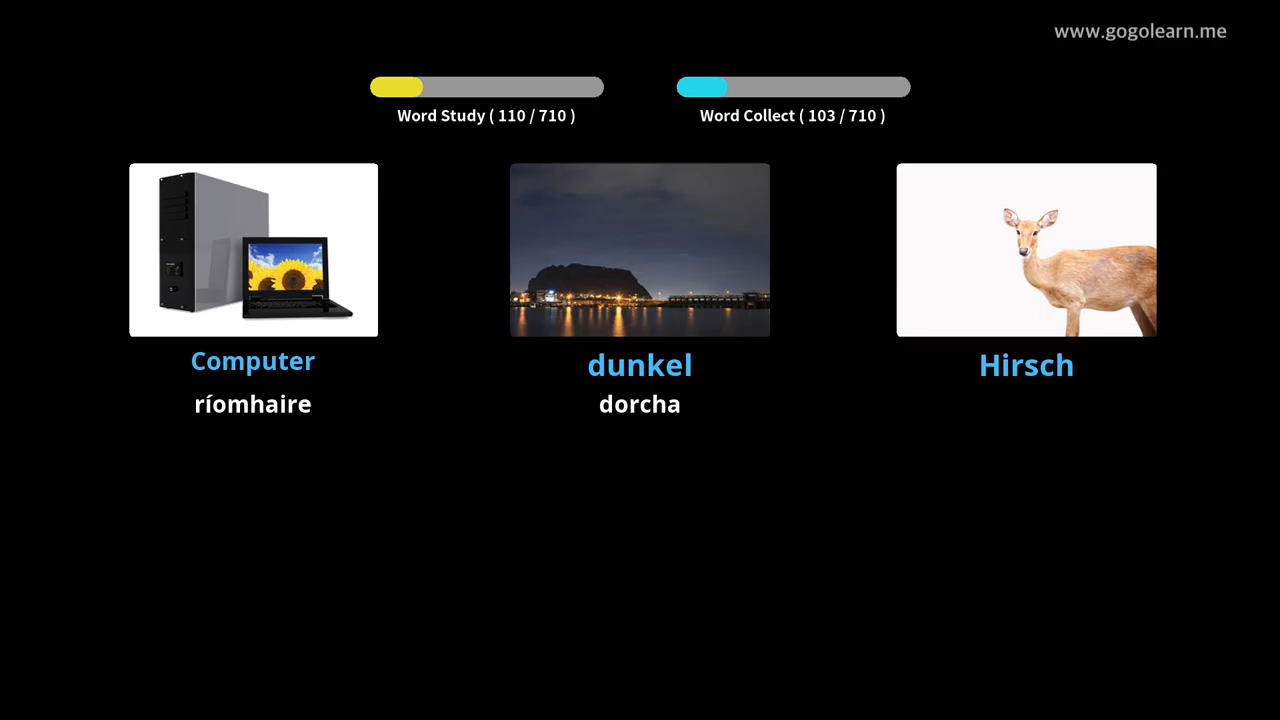 www.gogolearn.me
Word Study ( 110 / 710 )
Word Collect ( 103 / 710 )
Computer
ríomhaire
dunkel
dorcha
Hirsch